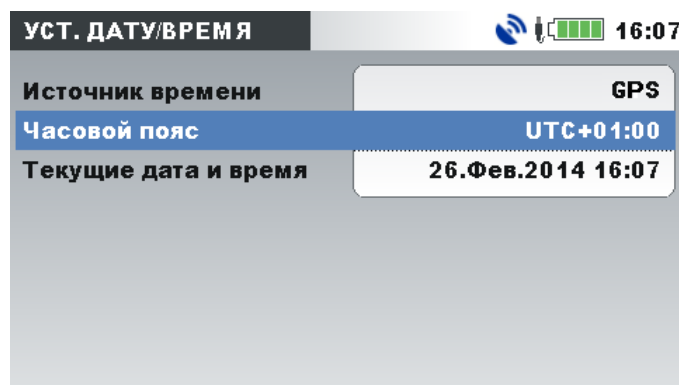 УСТ. ДАТУ/ВРЕМЯ 16:07
Источник времени GPS
Часовой пояс UTC+01:00
Текущие дата и время 26.Фев.2014 16:07